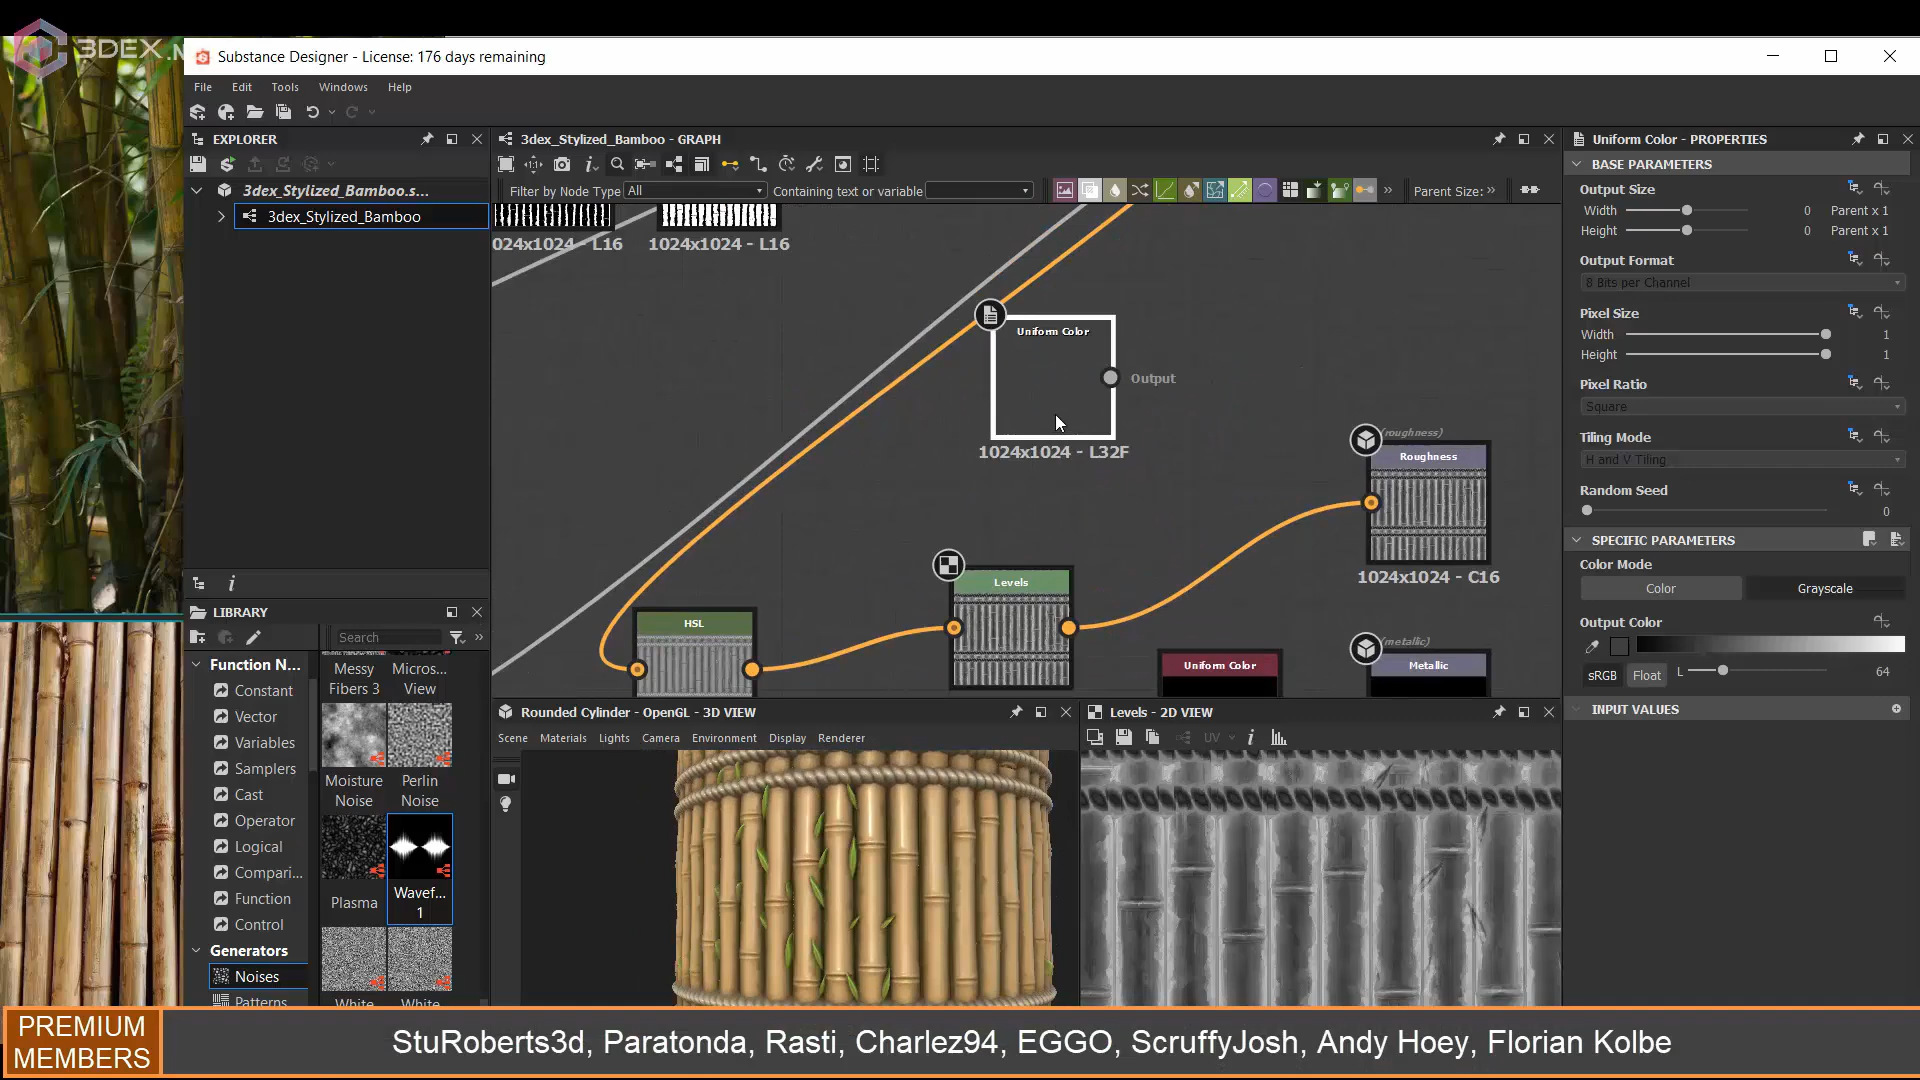 3DEX.
Substance Designer - License: 176 days remaining
File Edit Tools Windows Help
EXPLORER
3dex_Stylized_Bamboo.s...
3dex_Stylized_Bamboo
LIBRARY
Search
Function N...
Constant
Vector
Variables
Samplers
Cast
Operator
Logical
Compari...
Function
Control
Generators
Noises
Patterns
Messy
Fibers 3
Micros...
View
Moisture
Noise
Perlin
Noise
Plasma
Wavef...
1
White
White
3dex_Stylized_Bamboo - GRAPH
Filter by Node Type All Containing text or variable Parent Size:
024x1024 - L16
1024x1024 - L16
Uniform Color
Output
1024x1024 - L32F
(roughness)
Roughness
1024x1024 - C16
Levels
HSL
Uniform Color
(metallic)
Metallic
Rounded Cylinder - OpenGL - 3D VIEW
Scene Materials Lights Camera Environment Display Renderer
Levels - 2D VIEW
UV
Uniform Color - PROPERTIES
BASE PARAMETERS
Output Size
Width 0 Parent x 1
Height 0 Parent x 1
Output Format
8 Bits per Channel
Pixel Size
Width 1
Height 1
Pixel Ratio
Square
Tiling Mode
H and V Tiling
Random Seed
0
SPECIFIC PARAMETERS
Color Mode
Color Grayscale
Output Color
sRGB Float L 64
INPUT VALUES
PREMIUM
MEMBERS
StuRoberts3d, Paratonda, Rasti, Charlez94, EGGO, ScruffyJosh, Andy Hoey, Florian Kolbe